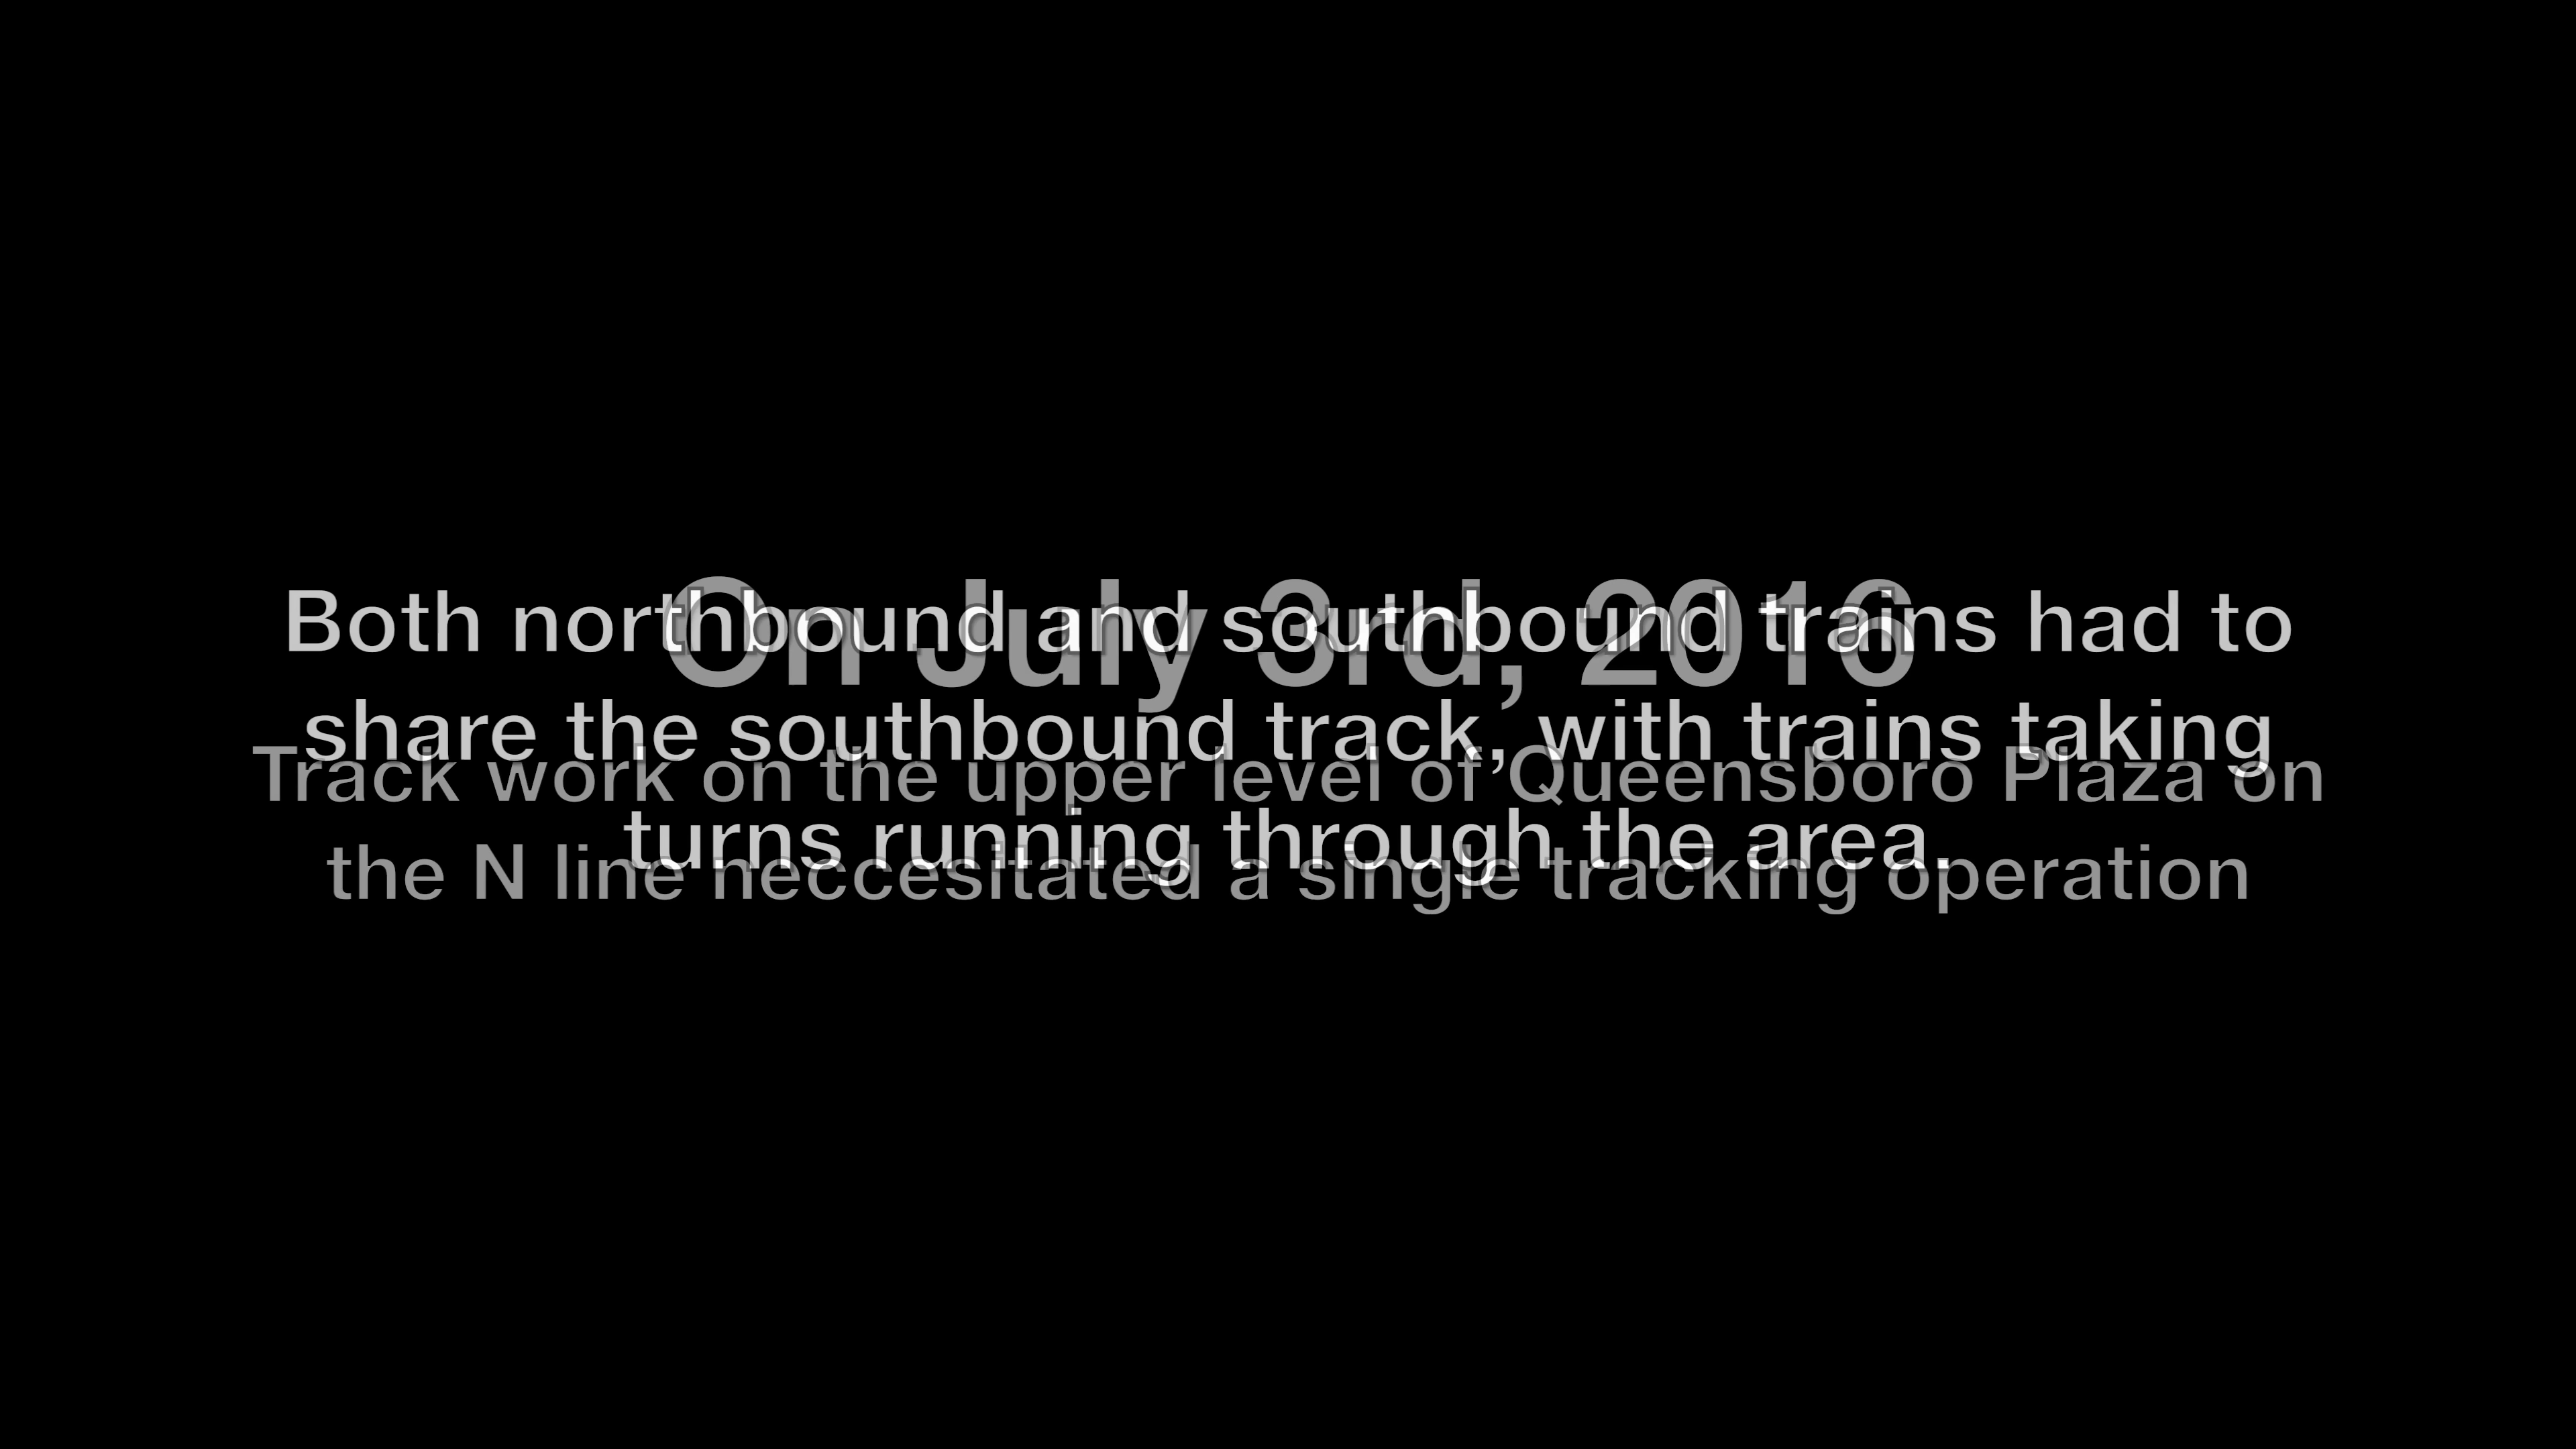 On July 3rd, 2016
Track work on the upper level of Queensboro Plaza on
the N line neccesitated a single tracking operation
Both northbound and southbound trains had to
share the southbound track, with trains taking
turns running through the area.